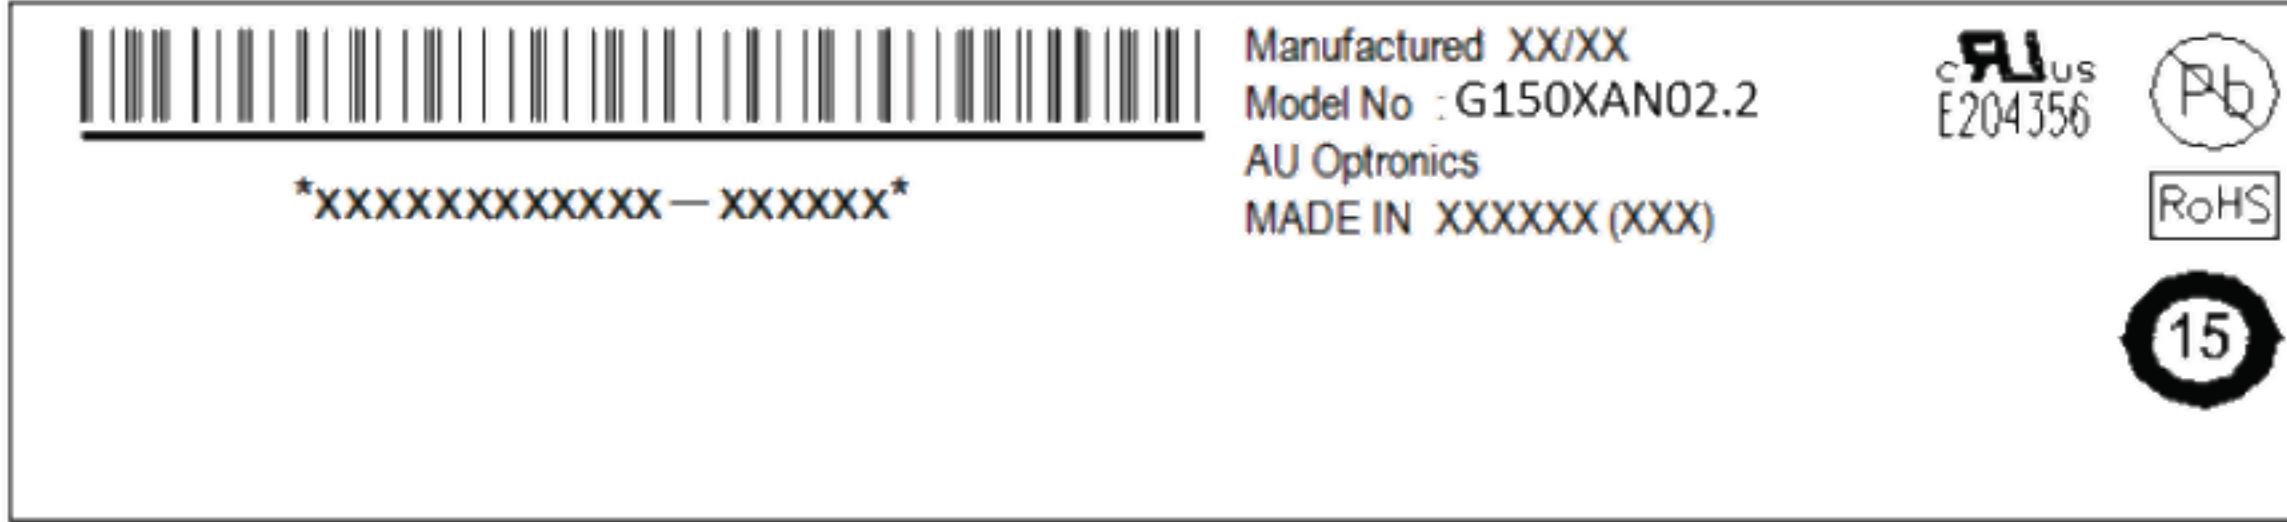 Manufactured XX/XX
Model No : G150XAN02.2
AU Optronics
MADE IN XXXXXX (XXX)
*XXXXXXXXXXXX—XXXXXX*
c RU us
E204356
Pb
RoHS
15